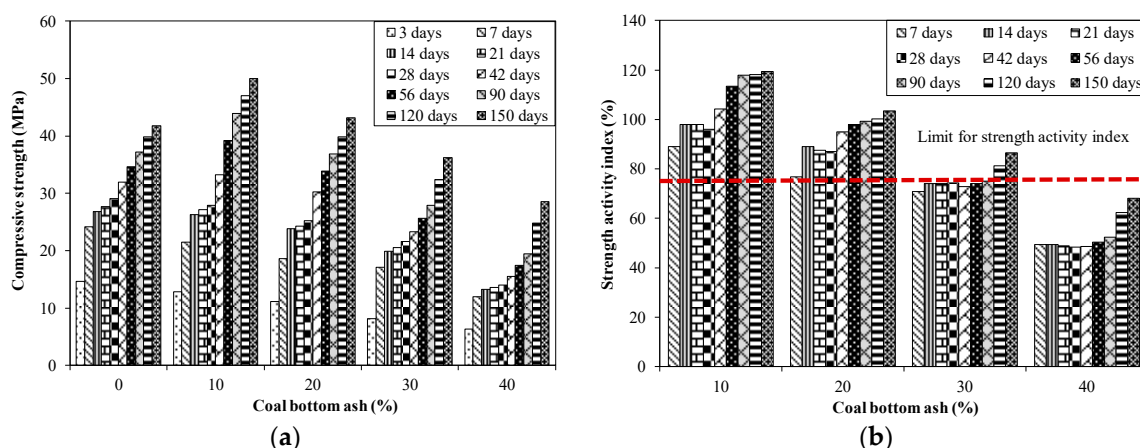 60
50
40
30
20
10
0
Compressive strength (MPa)
3 days 7 days
14 days 21 days
28 days 42 days
56 days 90 days
120 days 150 days
0 10 20 30 40
Coal bottom ash (%)
(a)
140
120
100
80
60
40
20
0
Strength activity index (%)
7 days 14 days 21 days
28 days 42 days 56 days
90 days 120 days 150 days
Limit for strength activity index
10 20 30 40
Coal bottom ash (%)
(b)